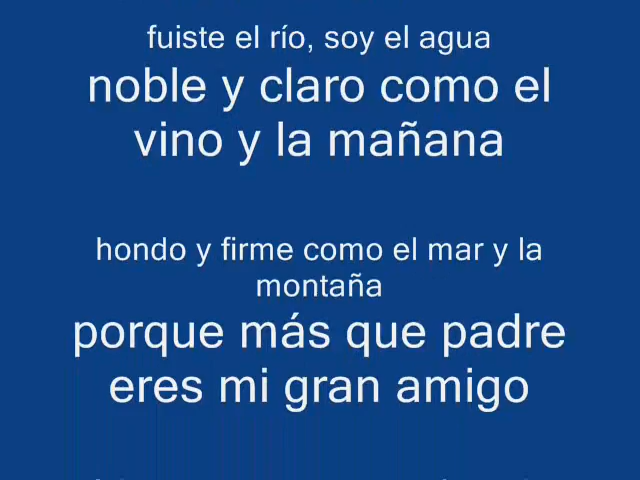 fuiste el río, soy el agua
noble y claro como el
vino y la mañana
hondo y firme como el mar y la
montaña
porque más que padre
eres mi gran amigo